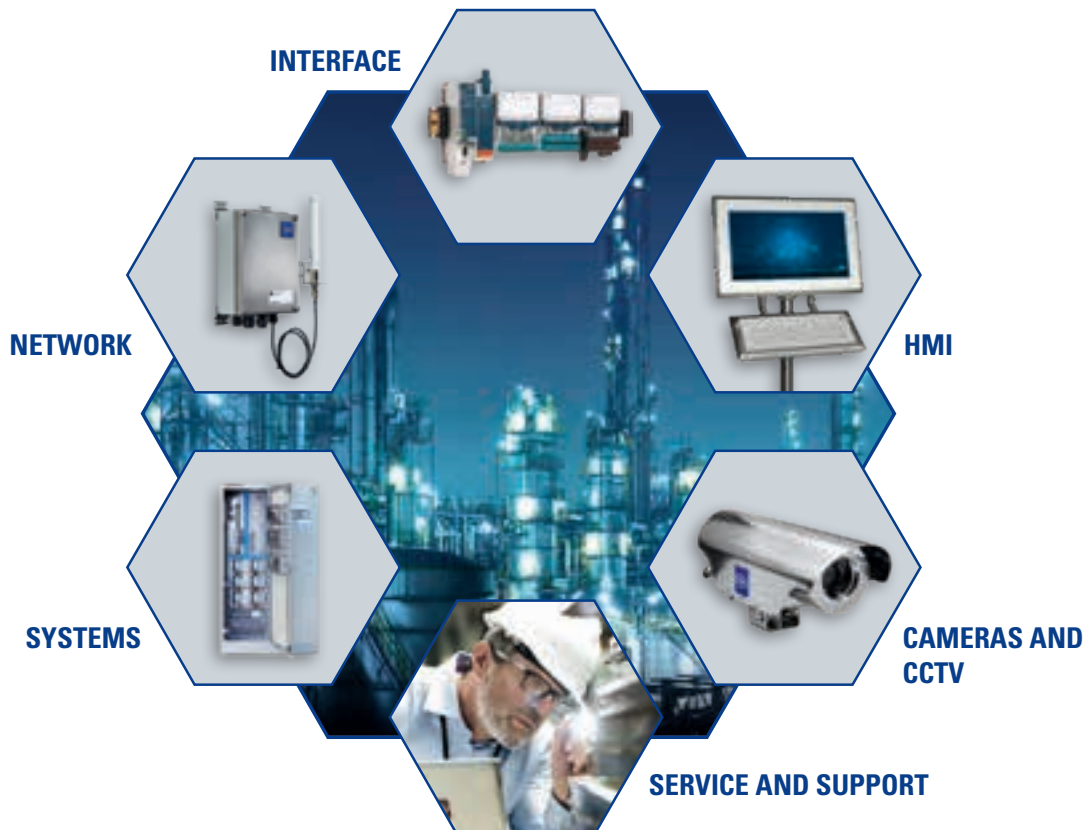 INTERFACE
NETWORK
HMI
SYSTEMS
CAMERAS AND
CCTV
SERVICE AND SUPPORT